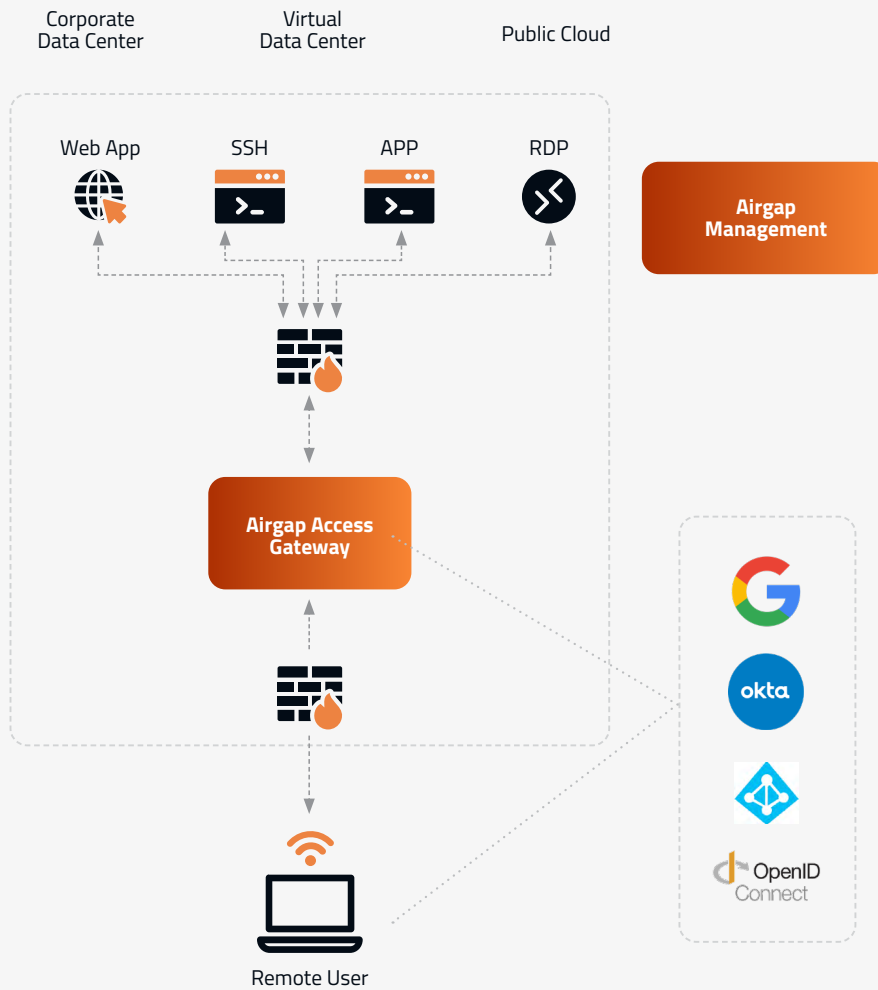 Corporate
Data Center
Virtual
Data Center
Public Cloud
Web App
SSH
APP
RDP
Airgap
Management
Airgap Access
Gateway
okta
OpenID
Connect
Remote User